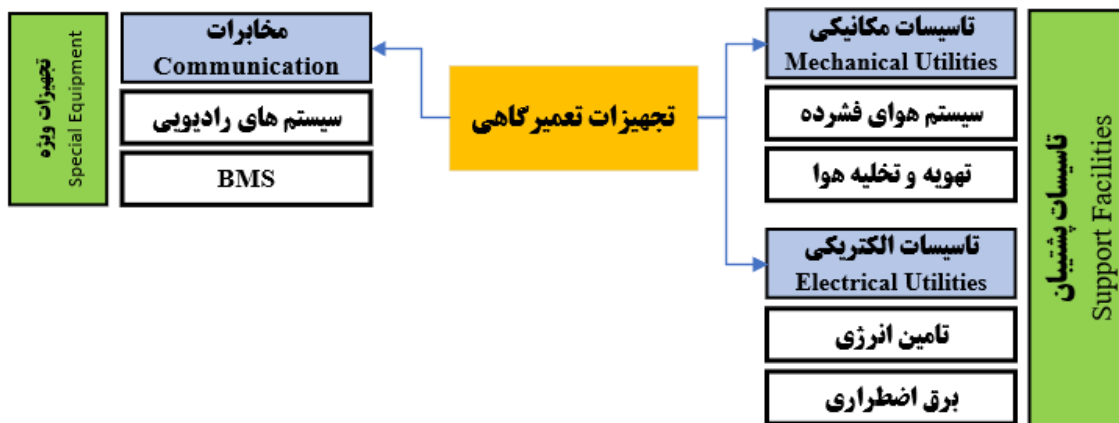 تجهیزات تعمیرگاهی
تاسیسات پشتیبان
Support Facilities
تاسیسات مکانیکی
Mechanical Utilities
سیستم هوای فشرده
تهویه و تخلیه هوا
تاسیسات الکتریکی
Electrical Utilities
تامین انرژی
برق اضطراری
مخابرات
Communication
سیستم های رادیویی
BMS
تجهیزات ویژه
Special Equipment